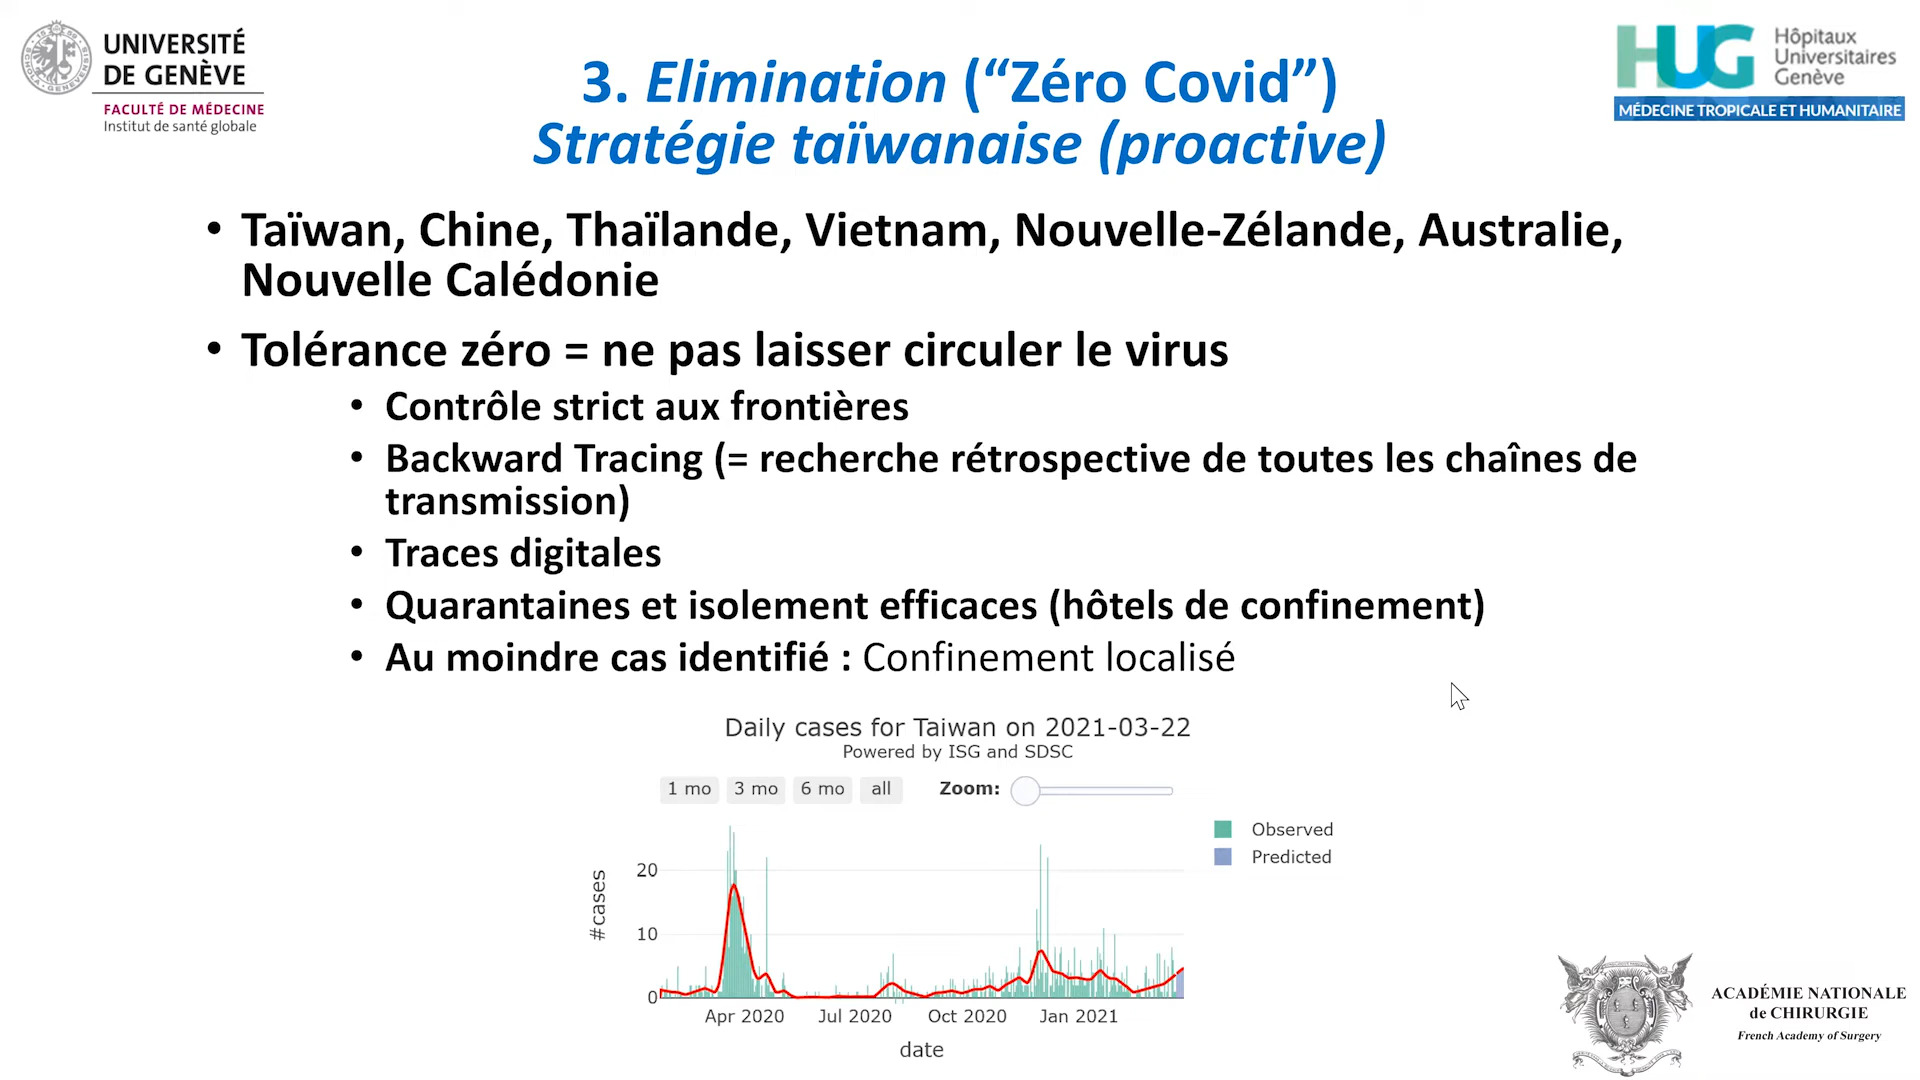 UNIVERSITÉ
DE GENÈVE
FACULTÉ DE MÉDECINE
Institut de santé globale
3. Elimination (“Zéro Covid”)
Stratégie taïwanaise (proactive)
HUG
Hôpitaux
Universitaires
Genève
MÉDECINE TROPICALE ET HUMANITAIRE
• Taïwan, Chine, Thaïlande, Vietnam, Nouvelle-Zélande, Australie,
Nouvelle Calédonie
• Tolérance zéro = ne pas laisser circuler le virus
• Contrôle strict aux frontières
• Backward Tracing (= recherche rétrospective de toutes les chaînes de
transmission)
• Traces digitales
• Quarantaines et isolement efficaces (hôtels de confinement)
• Au moindre cas identifié : Confinement localisé
Daily cases for Taiwan on 2021-03-22
Powered by ISG and SDSC
1 mo 3 mo 6 mo all Zoom:
Observed
Predicted
#cases
20
10
0
Apr 2020 Jul 2020 Oct 2020 Jan 2021
date
ACADÉMIE NATIONALE
de CHIRURGIE
French Academy of Surgery